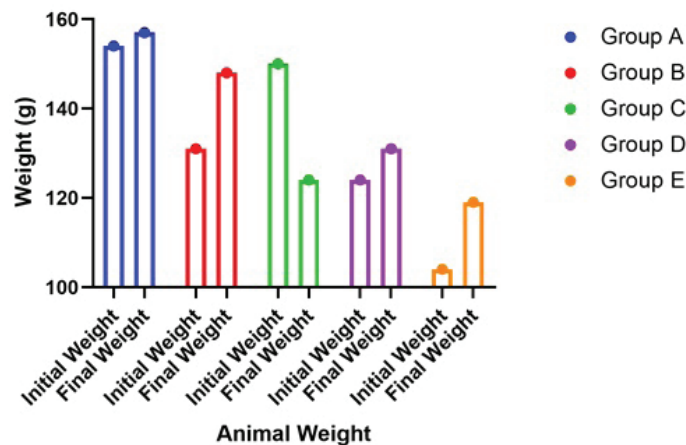 160
140
120
100
Weight (g)
Initial Weight
Final Weight
Initial Weight
Final Weight
Initial Weight
Final Weight
Initial Weight
Final Weight
Initial Weight
Final Weight
Animal Weight
Group A
Group B
Group C
Group D
Group E